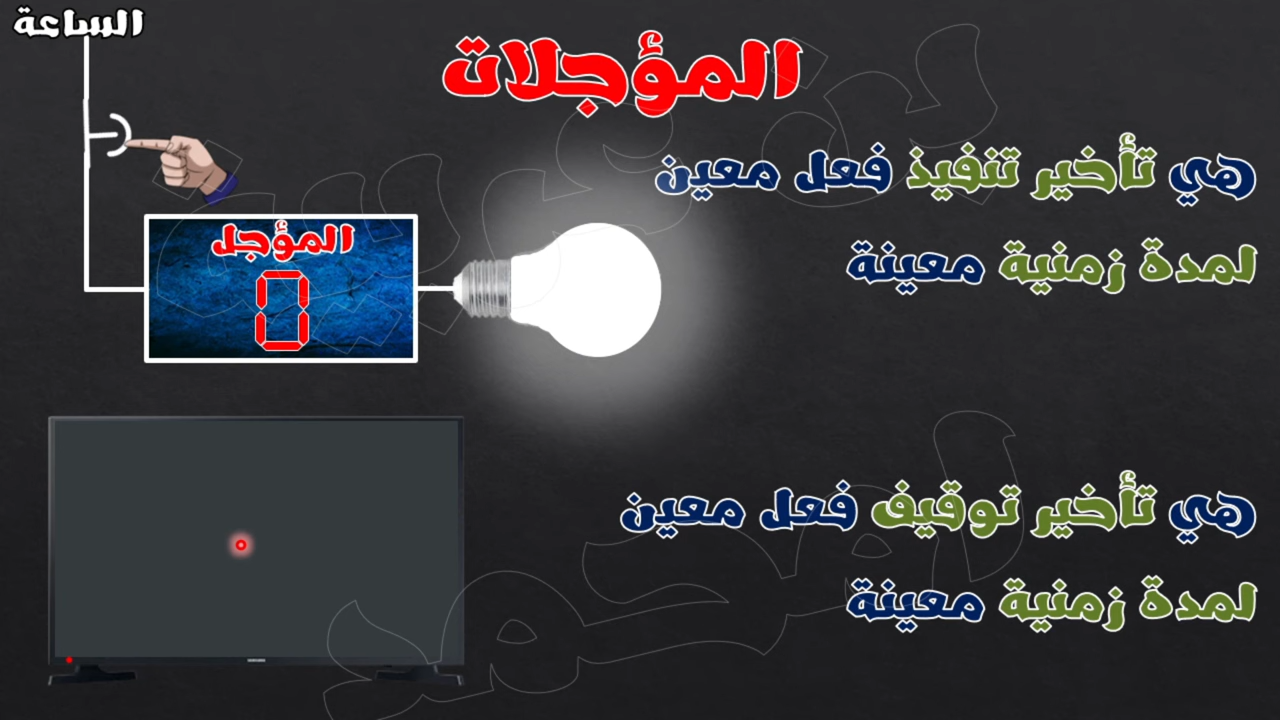 الساعة
المؤجلات
هي تأخير تنفيذ فعل معين
لمدة زمنية معينة
المؤجل
0
هي تأخير توقيف فعل معين
لمدة زمنية معينة